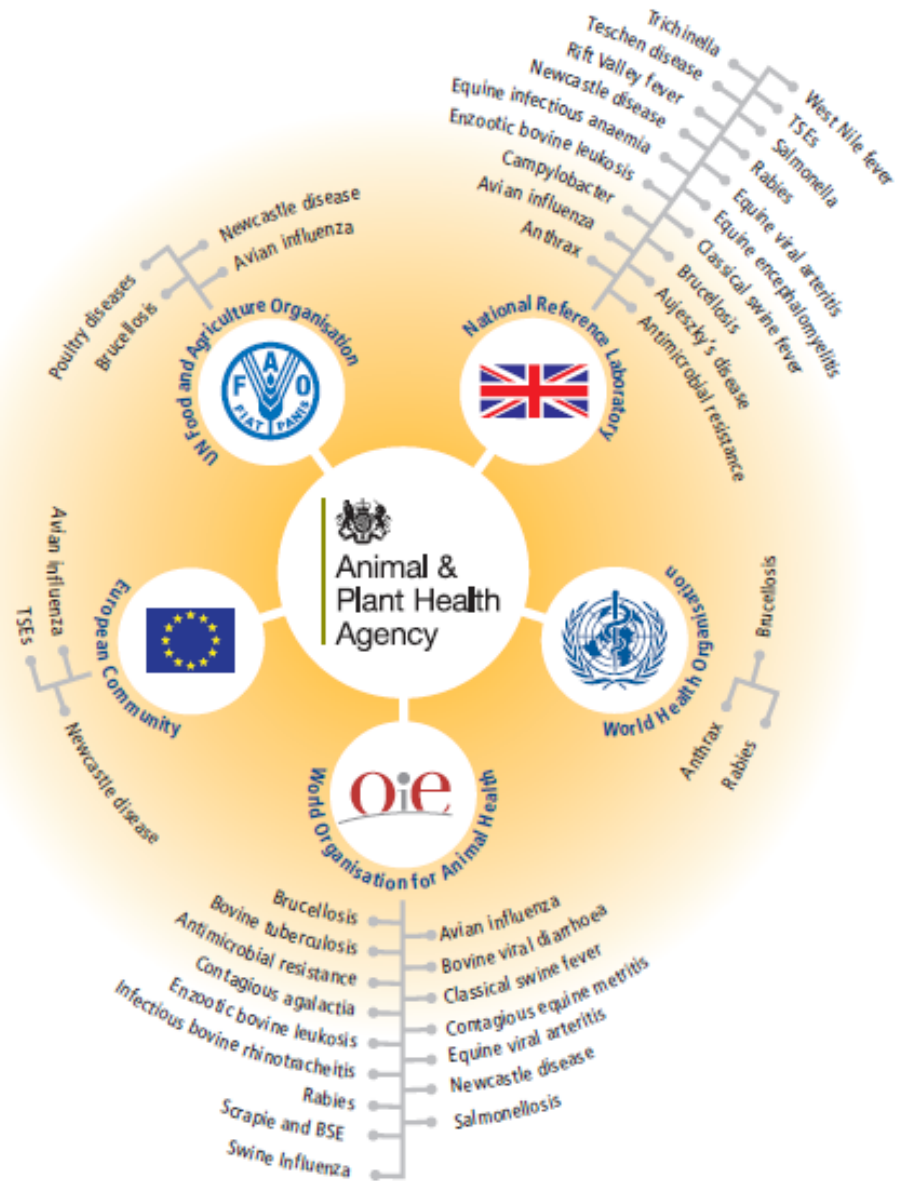 Trichinella
Teschen disease
Rift Valley fever
Newcastle disease
Equine infectious anaemia
Enzootic bovine leukosis
Campylobacter
Avian influenza
Anthrax
West Nile fever
TSEs
Salmonella
Rabies
Equine viral arteritis
Equine encephalomyelitis
Classical swine fever
Brucellosis
Aujeszky's disease
Antimicrobial resistance
National Reference Laboratory
Newcastle disease
Avian influenza
Poultry diseases
Brucellosis
UN Food and Agriculture Organisation
F A O
FIAT PANIS
Animal &
Plant Health
Agency
Avian influenza
TSEs
Newcastle disease
European Community
Brucellosis
Anthrax
Rabies
World Health Organisation
oie
World Organisation for Animal Health
Brucellosis
Bovine tuberculosis
Antimicrobial resistance
Contagious agalactia
Enzootic bovine leukosis
Infectious bovine rhinotracheitis
Rabies
Scrapie and BSE
Swine Influenza
Avian influenza
Bovine viral diarrhoea
Classical swine fever
Contagious equine metritis
Equine viral arteritis
Newcastle disease
Salmonellosis